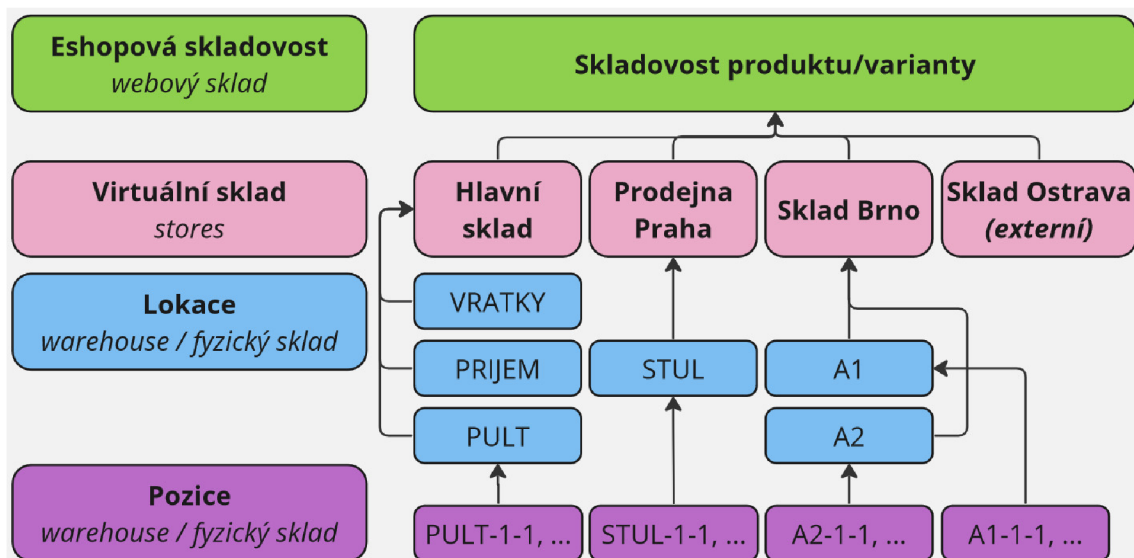 Eshopová skladovost
webový sklad
Skladovost produktu/varianty
Virtuální sklad
stores
Hlavní
sklad
Prodejna
Praha
Sklad Brno
Sklad Ostrava
(externí)
Lokace
warehouse / fyzický sklad
VRATKY
PRIJEM
STUL
A1
PULT
A2
Pozice
warehouse / fyzický sklad
PULT-1-1, ...
STUL-1-1, ...
A2-1-1, ...
A1-1-1, ...